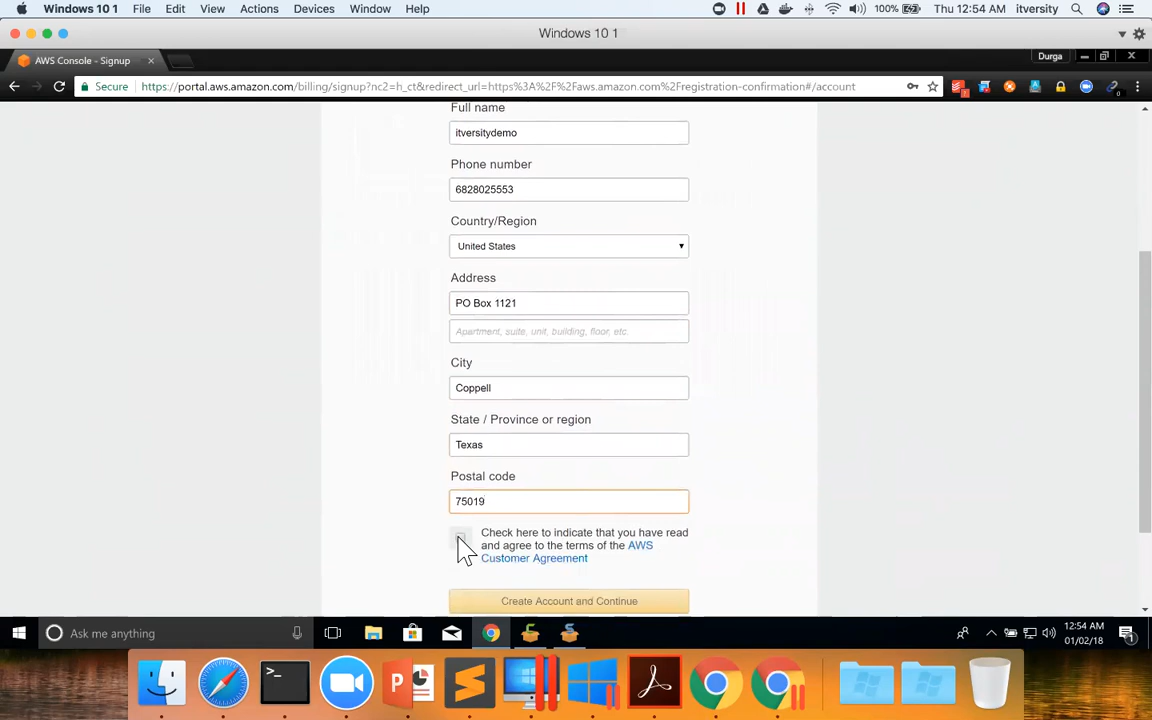 Windows 10 1 File Edit View Actions Devices Window Help 100% Thu 12:54 AM itversity
Windows 10 1
AWS Console - Signup Durga
Secure https://portal.aws.amazon.com/billing/signup?nc2=h_ct&redirect_url=https%3A%2F%2Faws.amazon.com%2Fregistration-confirmation#/account
Full name
itversitydemo
Phone number
6828025553
Country/Region
United States
Address
PO Box 1121
Apartment, suite, unit, building, floor, etc.
City
Coppell
State / Province or region
Texas
Postal code
75019
Check here to indicate that you have read
and agree to the terms of the AWS
Customer Agreement
Create Account and Continue
Ask me anything
12:54 AM
01/02/18